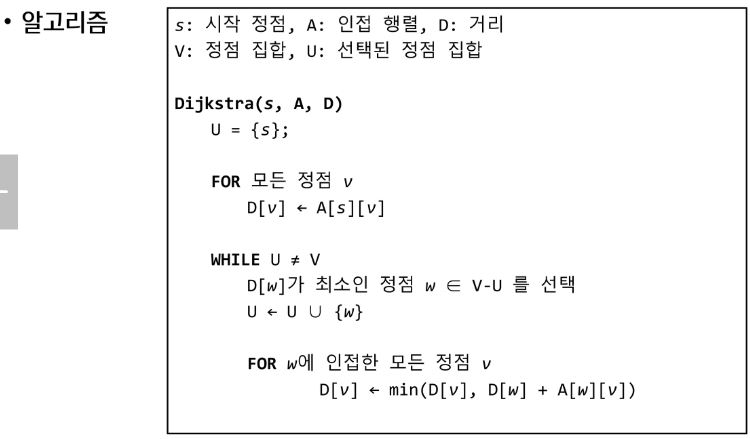 • 알고리즘
s: 시작 정점, A: 인접 행렬, D: 거리
V: 정점 집합, U: 선택된 정점 집합
Dijkstra(s, A, D)
U = {s};
FOR 모든 정점 v
D[v] ← A[s][v]
WHILE U ≠ V
D[w]가 최소인 정점 w ∈ V-U 를 선택
U ← U ∪ {w}
FOR w에 인접한 모든 정점 v
D[v] ← min(D[v], D[w] + A[w][v])